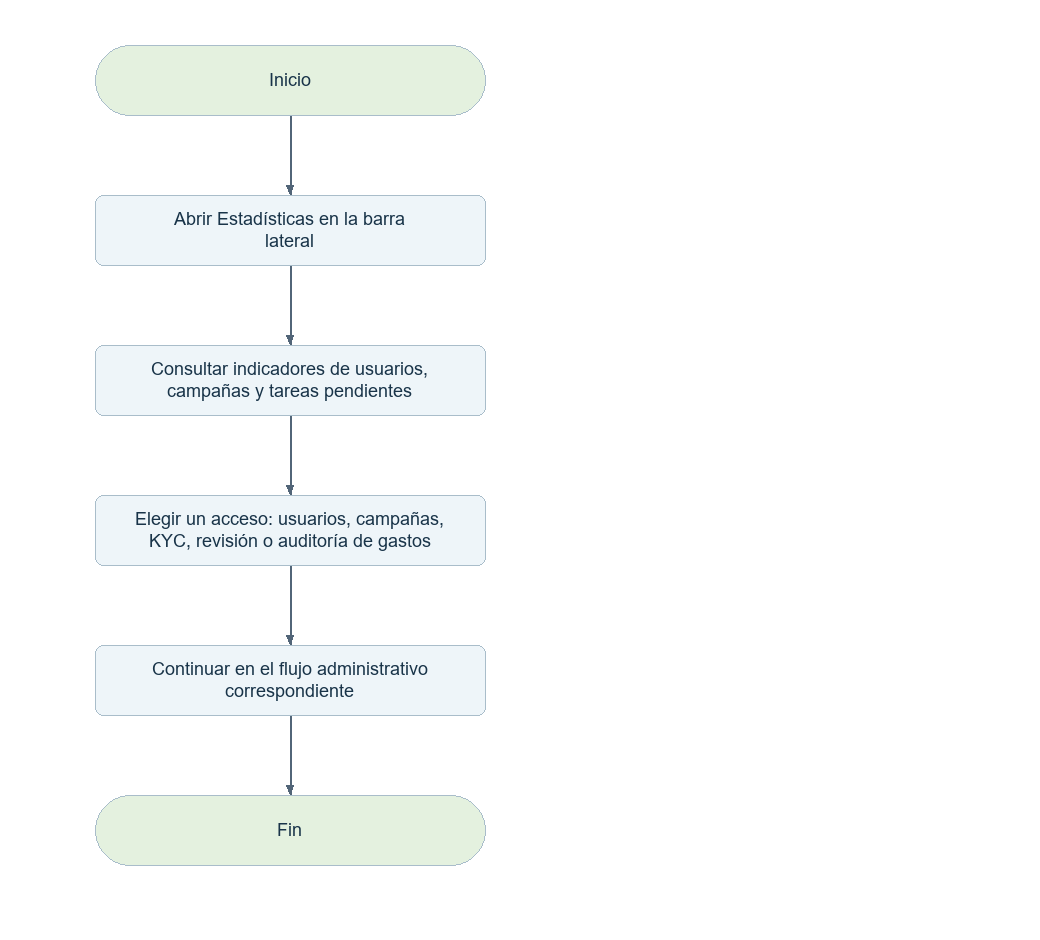 Inicio
Abrir Estadísticas en la barra
lateral
Consultar indicadores de usuarios,
campañas y tareas pendientes
Elegir un acceso: usuarios, campañas,
KYC, revisión o auditoría de gastos
Continuar en el flujo administrativo
correspondiente
Fin